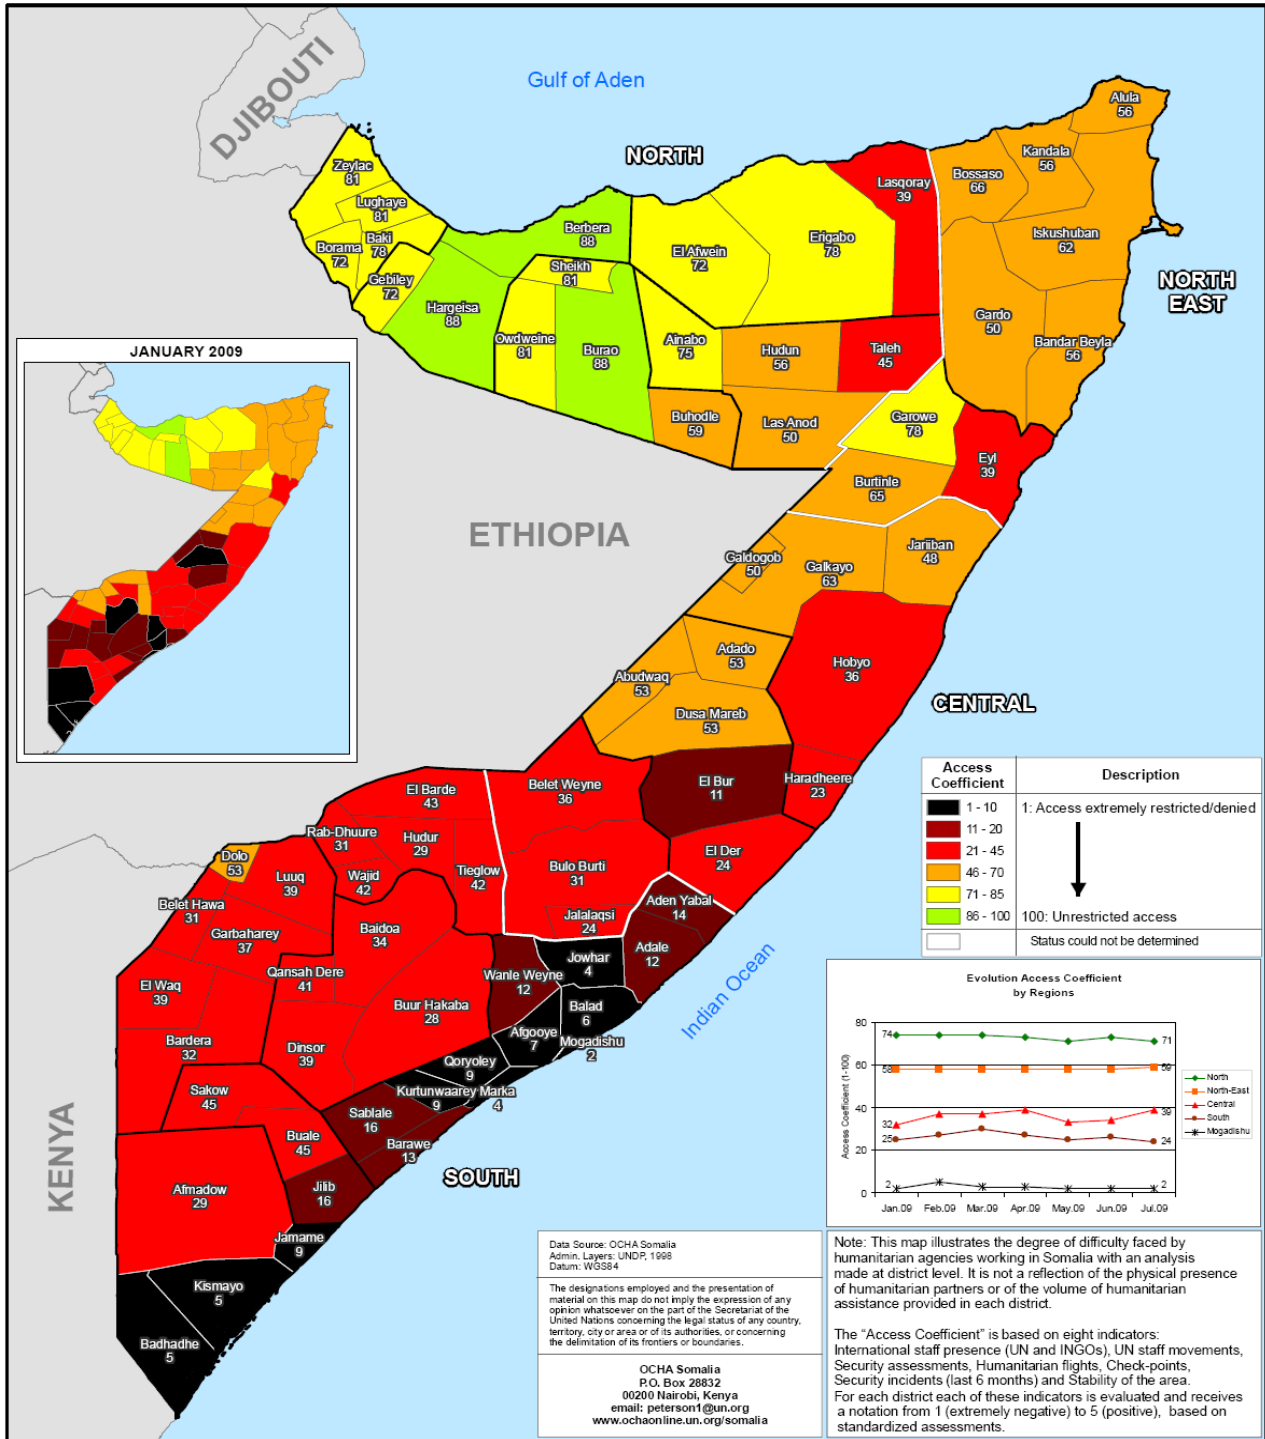 DJIBOUTI
Gulf of Aden
NORTH
Alula
56
Kandala
56
Bossaso
66
Lasqoray
39
Zeylac
81
Lughaye
81
Baki
78
Borama
72
Gebiley
72
Berbera
88
Sheikh
81
El Afwein
72
Erigabo
78
Iskushuban
62
NORTH
EAST
Hargeisa
88
Owdweine
81
Burao
88
Ainabo
75
Hudun
56
Taleh
45
Gardo
50
Bandar Beyla
56
Buhodle
59
Las Anod
50
Garowe
78
Eyl
39
Burtinle
65
ETHIOPIA
Galdogob
50
Galkayo
63
Jariiban
48
Adado
53
Abudwaq
53
Hobyo
36
Dusa Mareb
53
CENTRAL
El Barde
43
Belet Weyne
36
El Bur
11
Haradheere
23
Rab-Dhuure
31
Hudur
29
Dolo
53
Luuq
39
Wajid
42
Tieglow
42
Bulo Burti
31
El Der
24
Belet Hawa
31
Garbaharey
37
Baidoa
34
Jalalaqsi
24
Aden Yabal
14
Adale
12
Jowhar
4
Wanle Weyne
12
Qansah Dere
41
El Waq
39
Buur Hakaba
28
Balad
6
Afgooye
7
Mogadishu
2
Indian Ocean
Bardera
32
Dinsor
39
Qoryoley
9
Kurtunwaarey
9
Marka
4
Sakow
45
Sablale
16
Buale
45
Barawe
13
SOUTH
KENYA
Afmadow
29
Jilib
16
Jamame
9
Kismayo
5
Badhadhe
5
JANUARY 2009
Access
Coefficient
Description
1 - 10
1: Access extremely restricted/denied
11 - 20
21 - 45
46 - 70
71 - 85
86 - 100
100: Unrestricted access
Status could not be determined
Evolution Access Coefficient
by Regions
Access Coefficient (1-100)
80
60
40
20
0
74
58
32
25
2
71
59
39
24
2
Jan.09 Feb.09 Mar.09 Apr.09 May.09 Jun.09 Jul.09
North
North-East
Central
South
Mogadishu
Data Source: OCHA Somalia
Admin. Layers: UNDP, 1998
Datum: WGS84
The designations employed and the presentation of
material on this map do not imply the expression of any
opinion whatsoever on the part of the Secretariat of the
United Nations concerning the legal status of any country,
territory, city or area or of its authorities, or concerning
the delimitation of its frontiers or boundaries.
OCHA Somalia
P.O. Box 28832
00200 Nairobi, Kenya
email: peterson1@un.org
www.ochaonline.un.org/somalia
Note: This map illustrates the degree of difficulty faced by
humanitarian agencies working in Somalia with an analysis
made at district level. It is not a reflection of the physical presence
of humanitarian partners or of the volume of humanitarian
assistance provided in each district.
The “Access Coefficient” is based on eight indicators:
International staff presence (UN and INGOs), UN staff movements,
Security assessments, Humanitarian flights, Check-points,
Security incidents (last 6 months) and Stability of the area.
For each district each of these indicators is evaluated and receives
a notation from 1 (extremely negative) to 5 (positive), based on
standardized assessments.